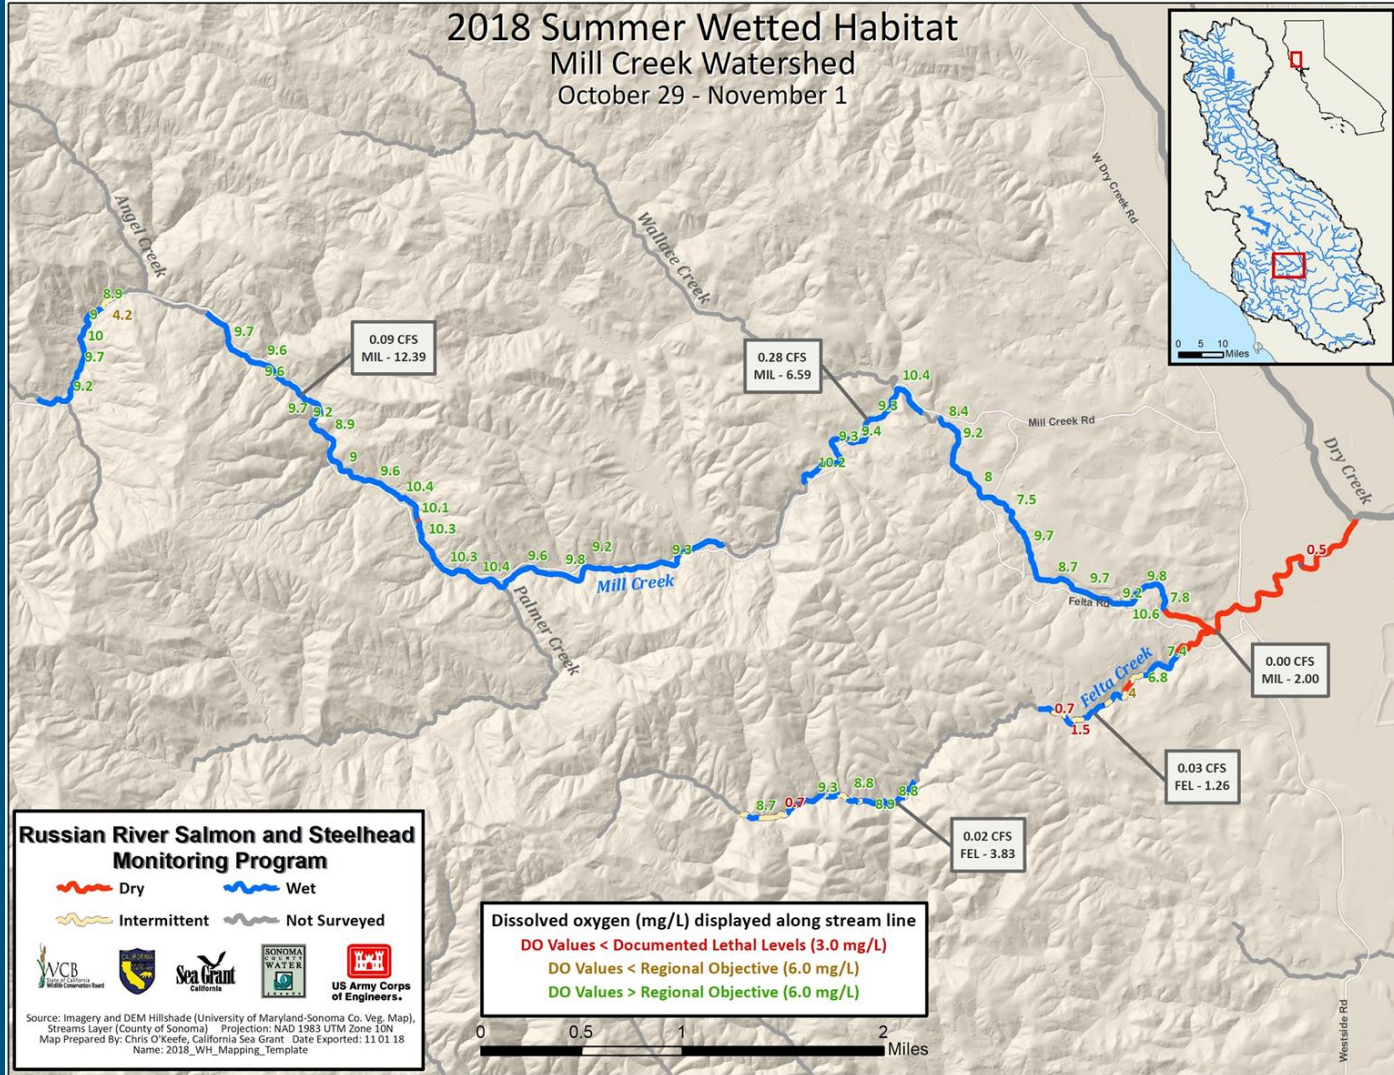 2018 Summer Wetted Habitat
Mill Creek Watershed
October 29 - November 1
0 5 10
Miles
W Dry Creek Rd
Angel Creek
Wallace Creek
8.9
9
4.2
10
9.7
9.2
9.7
9.6
9.6
0.09 CFS
MIL - 12.39
9.7
9.2
8.9
9
9.6
10.4
10.1
10.3
10.3
10.4
9.6
9.8
9.2
9.3
Mill Creek
Palmer Creek
0.28 CFS
MIL - 6.59
10.4
9.3
9.4
9.3
10.2
8.4
9.2
Mill Creek Rd
8
7.5
9.7
8.7
9.7
9.2
9.8
7.8
10.6
Felta Rd
Dry Creek
0.5
0.00 CFS
MIL - 2.00
7.4
Felta Creek
6.8
4
0.7
1.5
0.03 CFS
FEL - 1.26
8.7
0.7
9.3
8.8
8.9
8.8
0.02 CFS
FEL - 3.83
Westside Rd
Russian River Salmon and Steelhead
Monitoring Program
Dry Wet
Intermittent Not Surveyed
WCB
State of California
Wildlife Conservation Board
CALIFORNIA
Sea Grant
California
SONOMA
COUNTY
WATER
AGENCY
US Army Corps
of Engineers®
Source: Imagery and DEM Hillshade (University of Maryland-Sonoma Co. Veg. Map),
Streams Layer (County of Sonoma) Projection: NAD 1983 UTM Zone 10N
Map Prepared By: Chris O'Keefe, California Sea Grant Date Exported: 11 01 18
Name: 2018_WH_Mapping_Template
Dissolved oxygen (mg/L) displayed along stream line
DO Values < Documented Lethal Levels (3.0 mg/L)
DO Values < Regional Objective (6.0 mg/L)
DO Values > Regional Objective (6.0 mg/L)
0 0.5 1 2
Miles